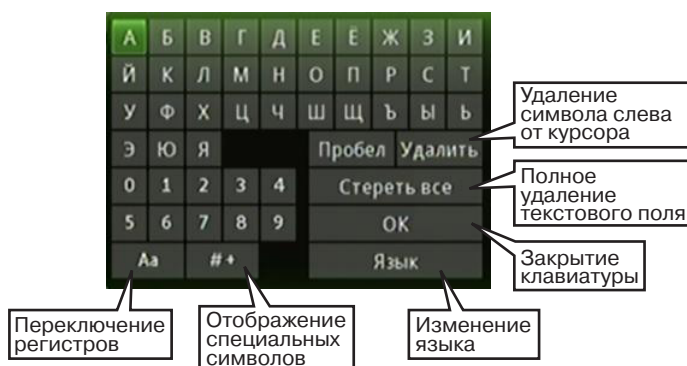 А Б В Г Д Е Ё Ж З И
Й К Л М Н О П Р С Т
У Ф Х Ц Ч Ш Щ Ъ Ы Ь
Э Ю Я Пробел Удалить
0 1 2 3 4 Стереть все
5 6 7 8 9 OK
Aa #+ Язык
Удаление
символа слева
от курсора
Полное
удаление
текстового поля
Закрытие
клавиатуры
Переключение
регистров
Отображение
специальных
символов
Изменение
языка